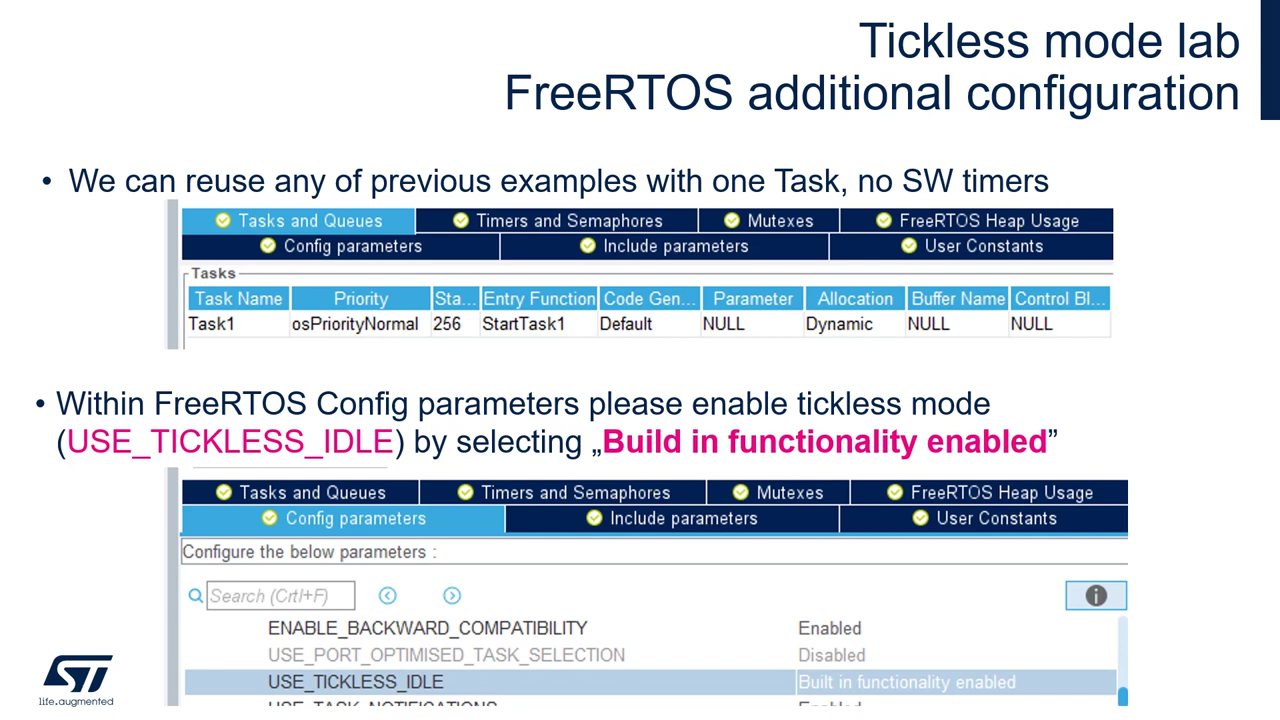 Tickless mode lab
FreeRTOS additional configuration
• We can reuse any of previous examples with one Task, no SW timers
Tasks and Queues Timers and Semaphores Mutexes FreeRTOS Heap Usage
Config parameters Include parameters User Constants
Tasks
Task Name Priority Sta... Entry Function Code Gen... Parameter Allocation Buffer Name Control Bl...
Task1 osPriorityNormal 256 StartTask1 Default NULL Dynamic NULL NULL
• Within FreeRTOS Config parameters please enable tickless mode
(USE_TICKLESS_IDLE) by selecting „Build in functionality enabled”
Tasks and Queues Timers and Semaphores Mutexes FreeRTOS Heap Usage
Config parameters Include parameters User Constants
Configure the below parameters :
Search (CrtI+F)
ENABLE_BACKWARD_COMPATIBILITY Enabled
USE_PORT_OPTIMISED_TASK_SELECTION Disabled
USE_TICKLESS_IDLE Built in functionality enabled
USE_TASK_NOTIFICATIONS Enabled
ST
life.augmented